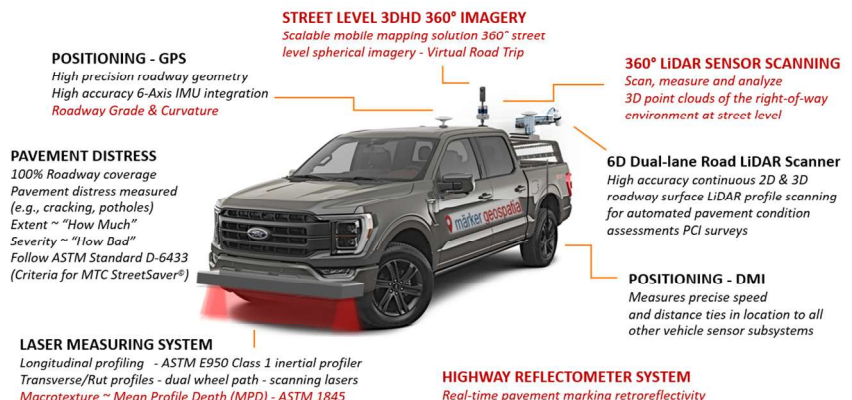 STREET LEVEL 3DHD 360° IMAGERY
Scalable mobile mapping solution 360° street
level spherical imagery - Virtual Road Trip
POSITIONING - GPS
High precision roadway geometry
High accuracy 6-Axis IMU integration
Roadway Grade & Curvature
360° LiDAR SENSOR SCANNING
Scan, measure and analyze
3D point clouds of the right-of-way
environment at street level
PAVEMENT DISTRESS
100% Roadway coverage
Pavement distress measured
(e.g., cracking, potholes)
Extent ~ “How Much”
Severity ~ “How Bad”
Follow ASTM Standard D-6433
(Criteria for MTC StreetSaver®)
6D Dual-lane Road LiDAR Scanner
High accuracy continuous 2D & 3D
roadway surface LiDAR profile scanning
for automated pavement condition
assessments PCI surveys
märker geospatial
Ford
POSITIONING - DMI
Measures precise speed
and distance ties in location to all
other vehicle sensor subsystems
LASER MEASURING SYSTEM
Longitudinal profiling - ASTM E950 Class 1 inertial profiler
Transverse/Rut profiles - dual wheel path - scanning lasers
Macrotexture ~ Mean Profile Depth (MPD) - ASTM 1845
HIGHWAY REFLECTOMETER SYSTEM
Real-time pavement marking retroreflectivity